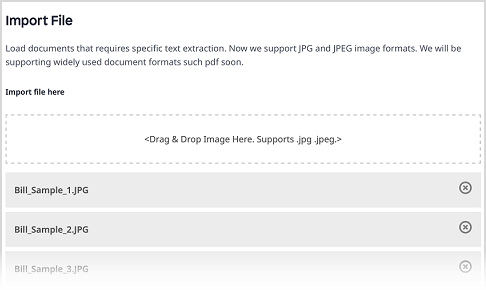 Import File
Load documents that requires specific text extraction. Now we support JPG and JPEG image formats. We will be
supporting widely used document formats such pdf soon.
Import file here
<Drag & Drop Image Here. Supports .jpg .jpeg.>
Bill_Sample_1.JPG
Bill_Sample_2.JPG
Bill_Sample_3.JPG